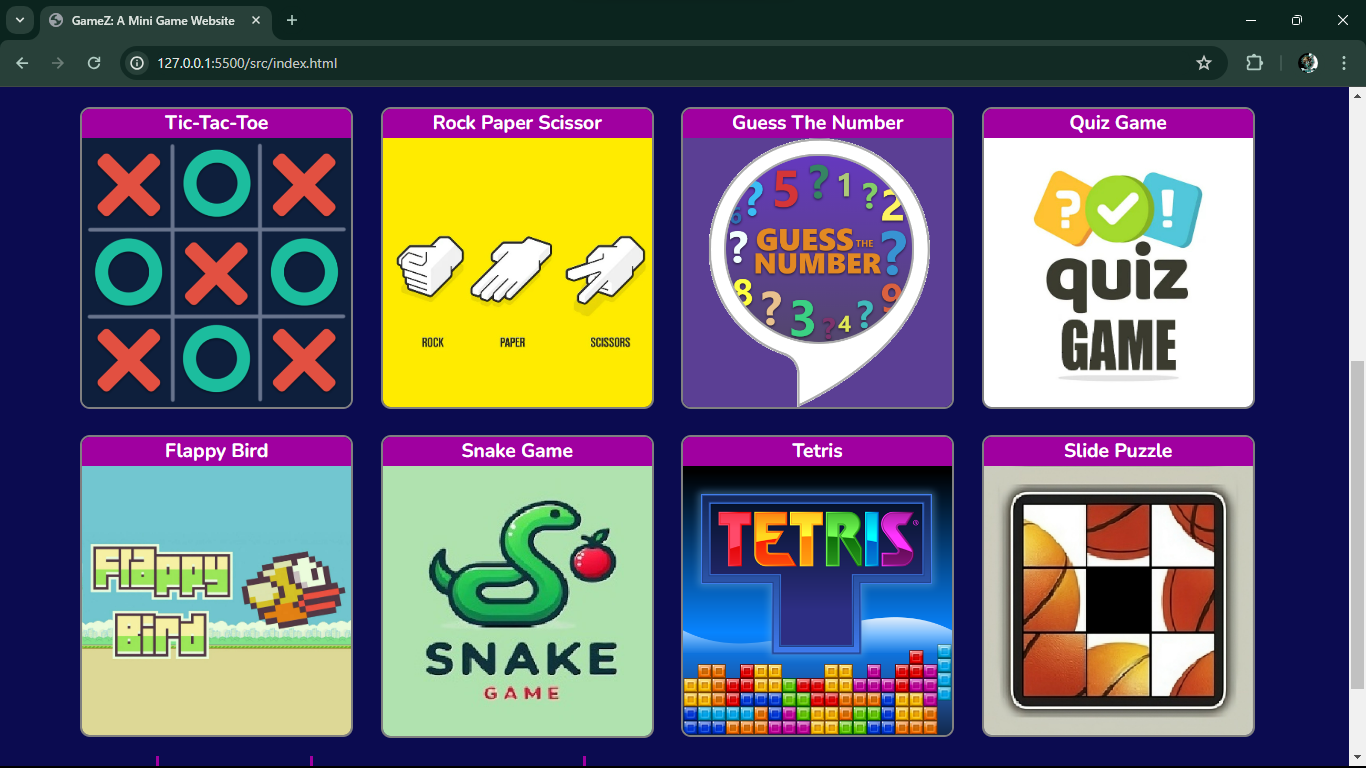 GameZ: A Mini Game Website
127.0.0.1:5500/src/index.html
Tic-Tac-Toe
Rock Paper Scissor
Guess The Number
Quiz Game
ROCK
PAPER
SCISSORS
5 ? 1 ? 2
6 ?
? GUESS THE ?
NUMBER
8 ? 3 ? 4 ? 9
? !
quiz
GAME
Flappy Bird
Snake Game
Tetris
Slide Puzzle
Flappy
Bird
SNAKE
GAME
TETRIS®